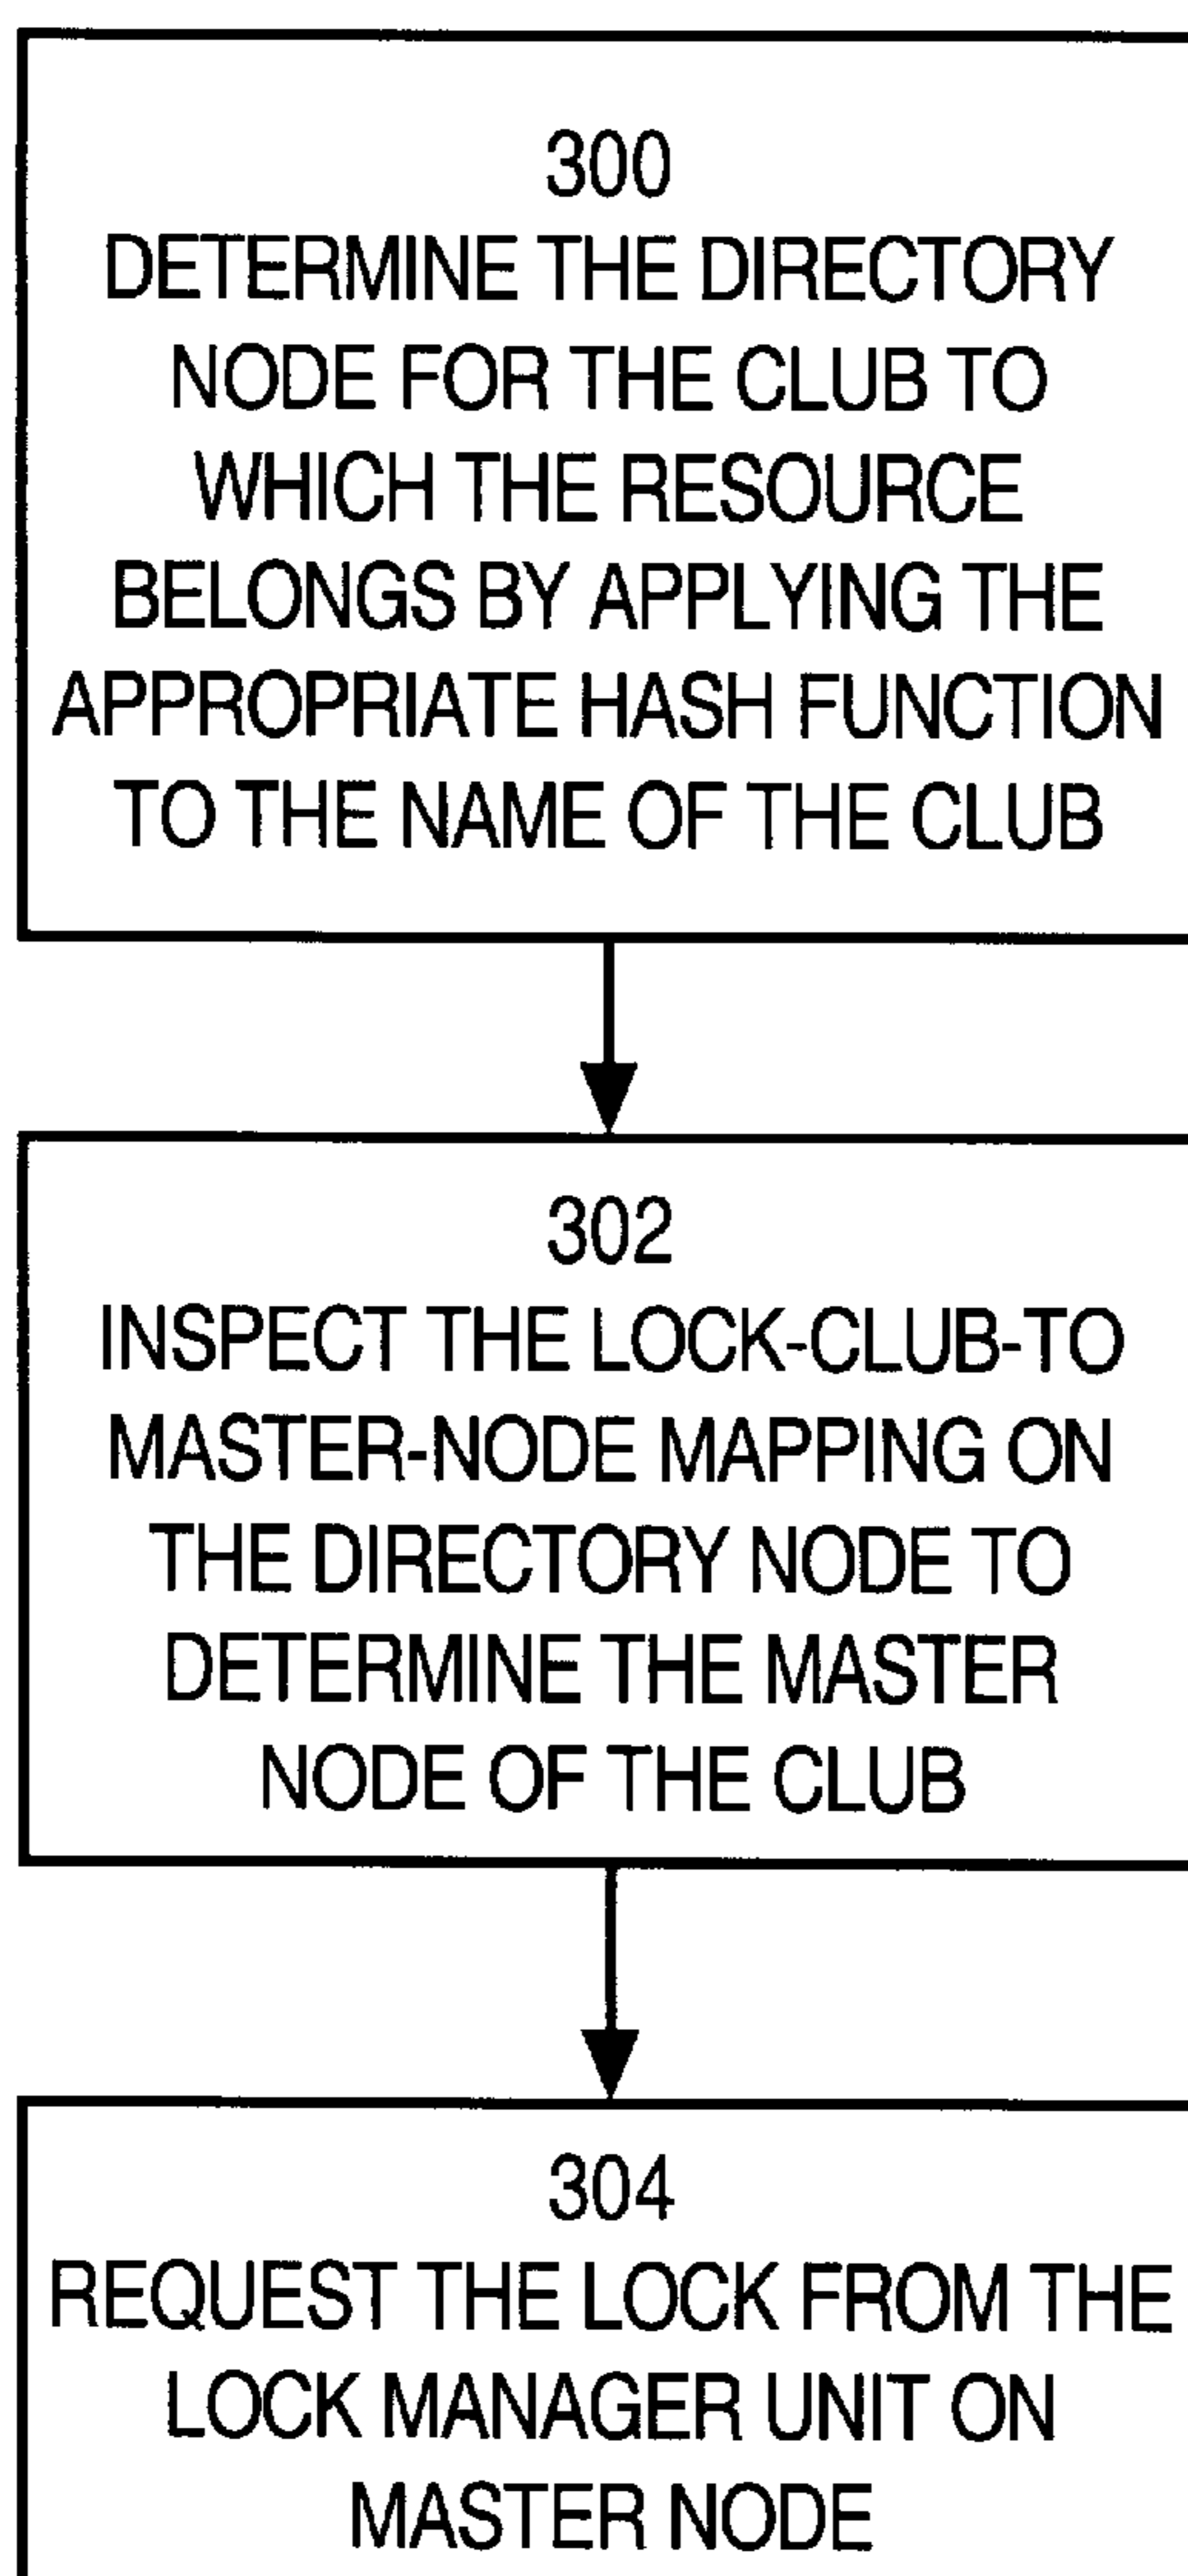 300
DETERMINE THE DIRECTORY
NODE FOR THE CLUB TO
WHICH THE RESOURCE
BELONGS BY APPLYING THE
APPROPRIATE HASH FUNCTION
TO THE NAME OF THE CLUB
302
INSPECT THE LOCK-CLUB-TO
MASTER-NODE MAPPING ON
THE DIRECTORY NODE TO
DETERMINE THE MASTER
NODE OF THE CLUB
304
REQUEST THE LOCK FROM THE
LOCK MANAGER UNIT ON
MASTER NODE